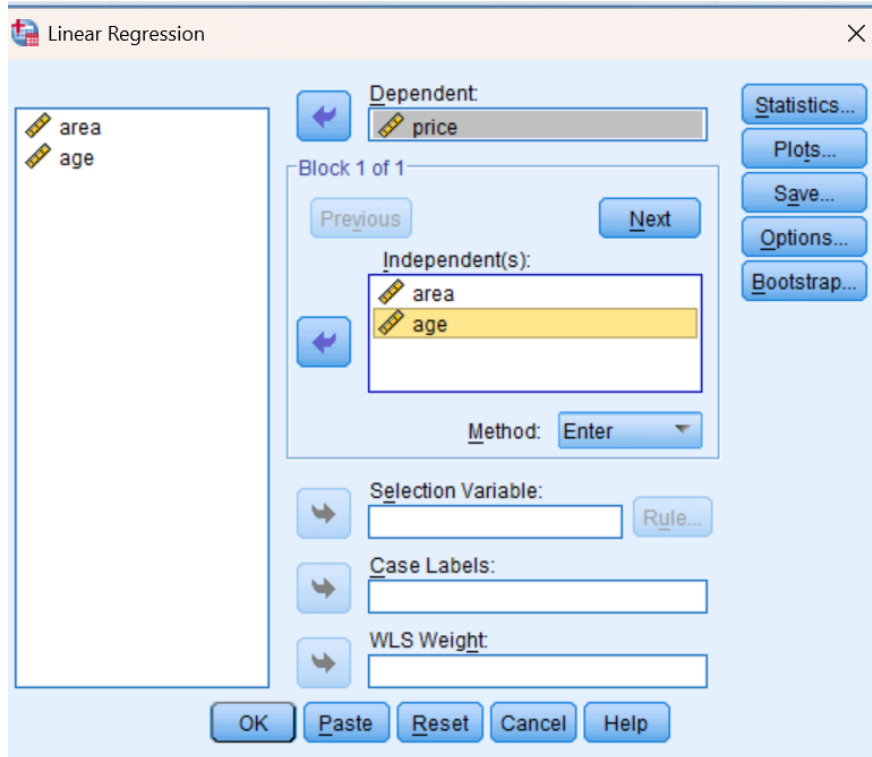 Linear Regression
area
age
Dependent:
price
Block 1 of 1
Previous
Next
Independent(s):
area
age
Method: Enter
Selection Variable:
Rule...
Case Labels:
WLS Weight:
Statistics...
Plots...
Save...
Options...
Bootstrap...
OK Paste Reset Cancel Help